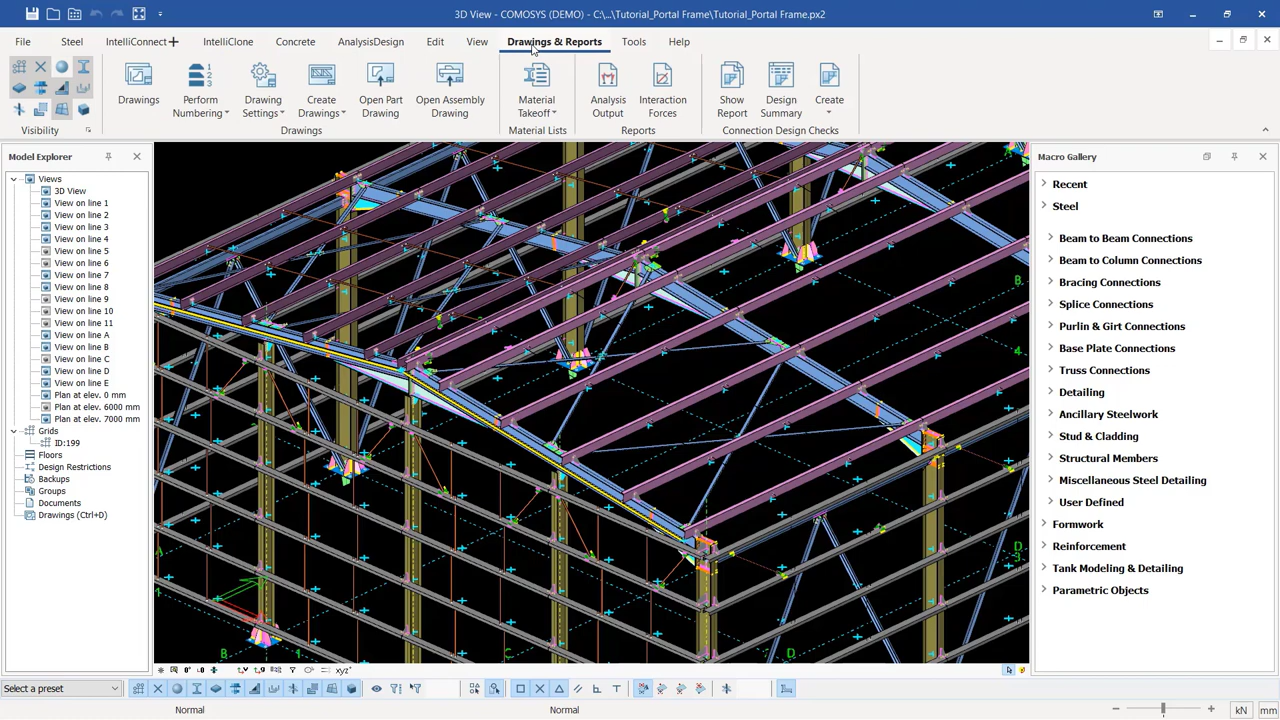 3D View - COMOSYS (DEMO) - C:\...\Tutorial_Portal Frame\Tutorial_Portal Frame.px2
File Steel IntelliConnect IntelliClone Concrete AnalysisDesign Edit View Drawings & Reports Tools Help
Drawings
Perform Numbering
Drawing Settings
Create Drawings
Open Part Drawing
Open Assembly Drawing
Material Takeoff
Analysis Output
Interaction Forces
Show Report
Design Summary
Create
Visibility Drawings Material Lists Reports Connection Design Checks
Model Explorer
Views
3D View
View on line 1
View on line 2
View on line 3
View on line 4
View on line 5
View on line 6
View on line 7
View on line 8
View on line 9
View on line 10
View on line 11
View on line A
View on line B
View on line C
View on line D
View on line E
Plan at elev. 0 mm
Plan at elev. 6000 mm
Plan at elev. 7000 mm
Grids
ID:199
Floors
Design Restrictions
Backups
Groups
Documents
Drawings (Ctrl+D)
B
4
D
3
A
B
1
C
D
Macro Gallery
Recent
Steel
Beam to Beam Connections
Beam to Column Connections
Bracing Connections
Splice Connections
Purlin & Girt Connections
Base Plate Connections
Truss Connections
Detailing
Ancillary Steelwork
Stud & Cladding
Structural Members
Miscellaneous Steel Detailing
User Defined
Formwork
Reinforcement
Tank Modeling & Detailing
Parametric Objects
xyz
Select a preset
Normal Normal kN mm